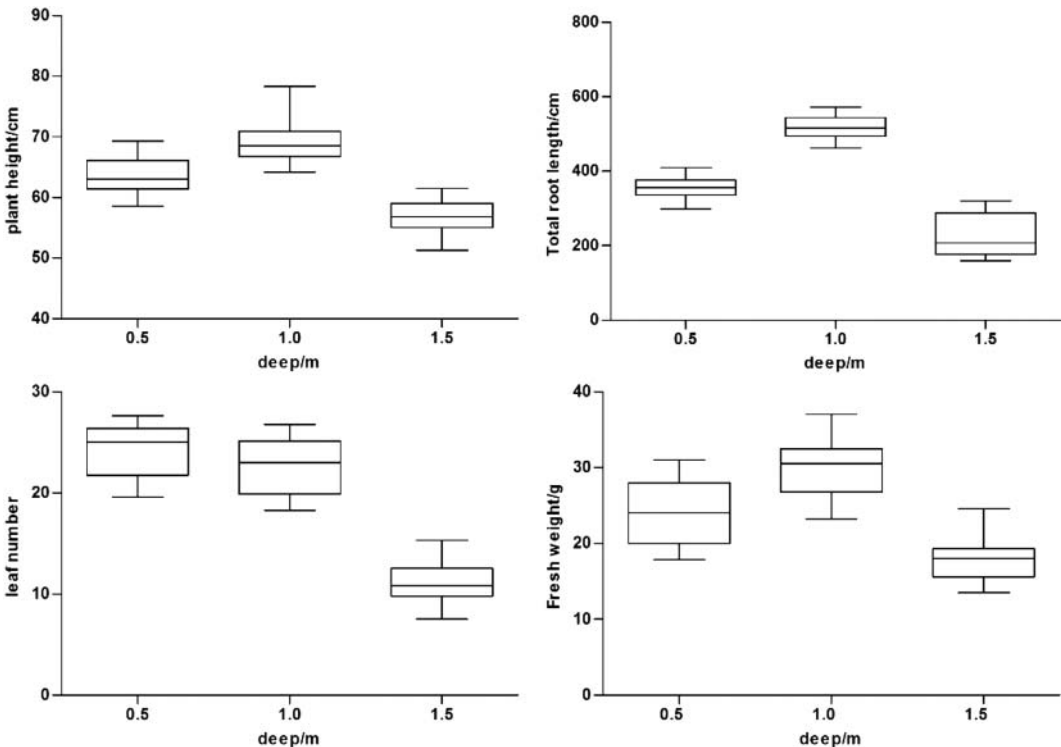 plant height/cm
90
80
70
60
50
40
0.5 1.0 1.5
deep/m
Total root length/cm
800
600
400
200
0
0.5 1.0 1.5
deep/m
leaf number
30
20
10
0
0.5 1.0 1.5
deep/m
Fresh weight/g
40
30
20
10
0
0.5 1.0 1.5
deep/m